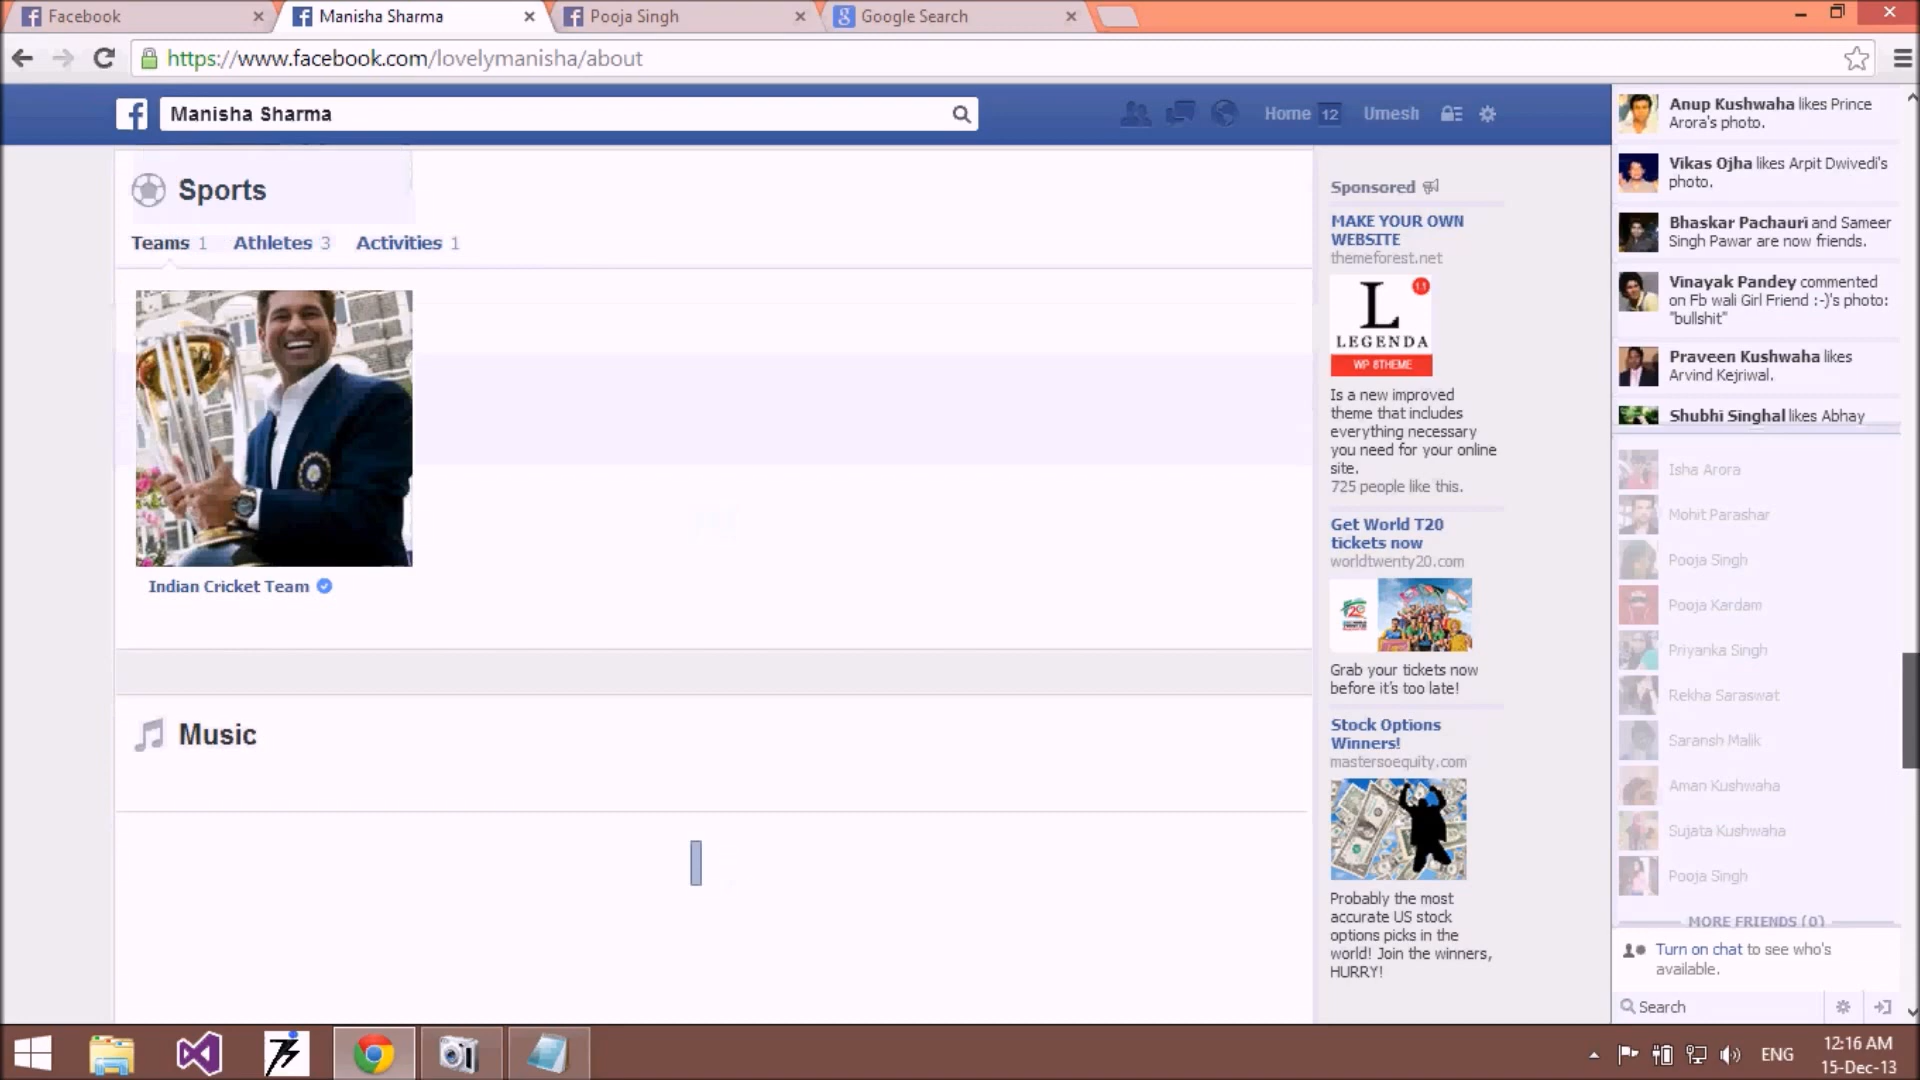 Facebook
Manisha Sharma
Pooja Singh
Google Search
https://www.facebook.com/lovelymanisha/about
Manisha Sharma
Home 12
Umesh
Sports
Teams 1
Athletes 3
Activities 1
Indian Cricket Team
Music
Sponsored
MAKE YOUR OWN
WEBSITE
themeforest.net
L
1.1
LEGENDA
WP 8THEME
Is a new improved
theme that includes
everything necessary
you need for your online
site.
725 people like this.
Get World T20
tickets now
worldtwenty20.com
Grab your tickets now
before it's too late!
Stock Options
Winners!
mastersoequity.com
Probably the most
accurate US stock
options picks in the
world! Join the winners,
HURRY!
Anup Kushwaha likes Prince
Arora's photo.
Vikas Ojha likes Arpit Dwivedi's
photo.
Bhaskar Pachauri and Sameer
Singh Pawar are now friends.
Vinayak Pandey commented
on Fb wali Girl Friend :-)'s photo:
"bullshit"
Praveen Kushwaha likes
Arvind Kejriwal.
Shubhi Singhal likes Abhay
Isha Arora
Mohit Parashar
Pooja Singh
Pooja Kardam
Priyanka Singh
Rekha Saraswat
Saransh Malik
Aman Kushwaha
Sujata Kushwaha
Pooja Singh
MORE FRIENDS (0)
Turn on chat to see who's
available.
Search
ENG
12:16 AM
15-Dec-13